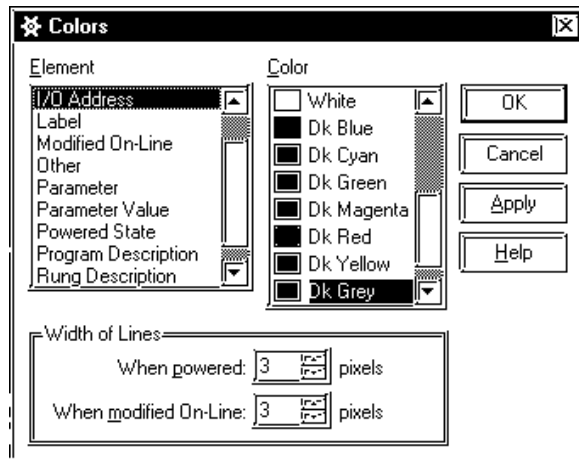 Colors
Element
I/O Address
Label
Modified On-Line
Other
Parameter
Parameter Value
Powered State
Program Description
Rung Description
Color
White
Dk Blue
Dk Cyan
Dk Green
Dk Magenta
Dk Red
Dk Yellow
Dk Grey
OK
Cancel
Apply
Help
Width of Lines
When powered: 3 pixels
When modified On-Line: 3 pixels